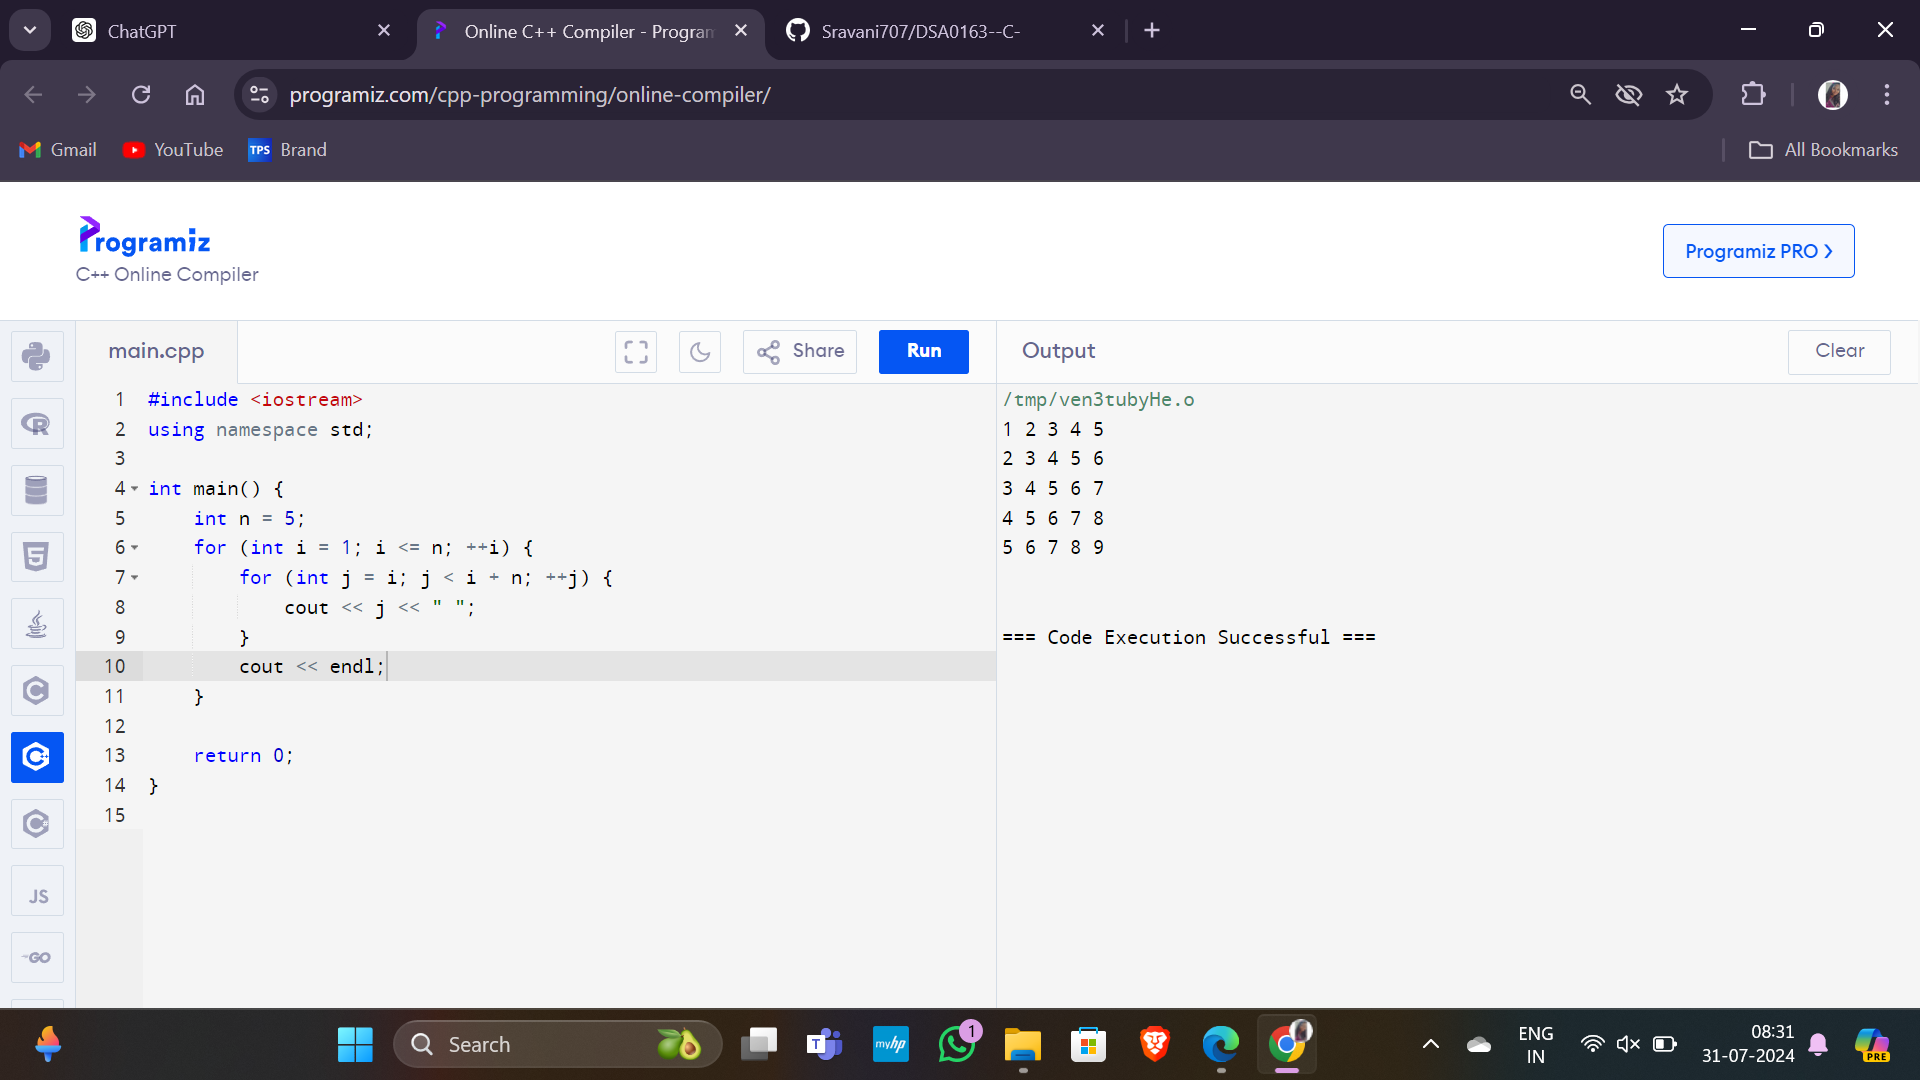 ChatGPT
Online C++ Compiler - Progran
Sravani707/DSA0163--C-
programiz.com/cpp-programming/online-compiler/
Gmail
YouTube
TPS
Brand
All Bookmarks
Programiz
C++ Online Compiler
Programiz PRO
main.cpp
Share
Run
Output
Clear
1 #include <iostream>
2 using namespace std;
3
4 int main() {
5     int n = 5;
6     for (int i = 1; i <= n; ++i) {
7         for (int j = i; j < i + n; ++j) {
8             cout << j << " ";
9         }
10         cout << endl;
11     }
12
13     return 0;
14 }
15
/tmp/ven3tubyHe.o
1 2 3 4 5
2 3 4 5 6
3 4 5 6 7
4 5 6 7 8
5 6 7 8 9
=== Code Execution Successful ===
R
5
C
C++
C#
JS
GO
Search
T
myhp
1
ENG
IN
08:31
31-07-2024
PRE